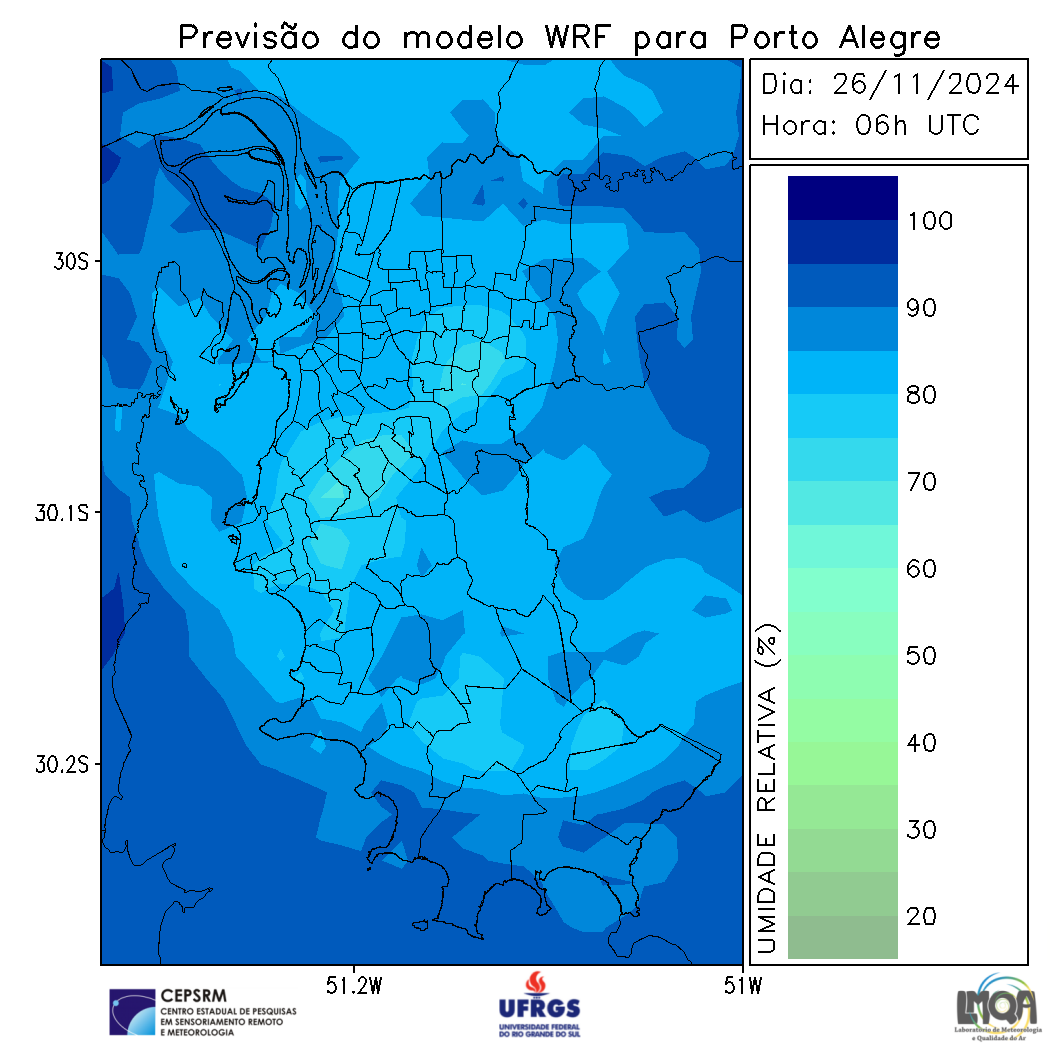 Previsão do modelo WRF para Porto Alegre
Dia: 26/11/2024
Hora: 06h UTC
100
90
80
70
60
50
40
30
20
UMIDADE RELATIVA (%)
30S
30.1S
30.2S
51.2W
51W
CEPSRM
CENTRO ESTADUAL DE PESQUISAS
EM SENSORIAMENTO REMOTO
E METEOROLOGIA
UFRGS
UNIVERSIDADE FEDERAL
DO RIO GRANDE DO SUL
LMQA
Laboratório de Meteorologia
e Qualidade do Ar